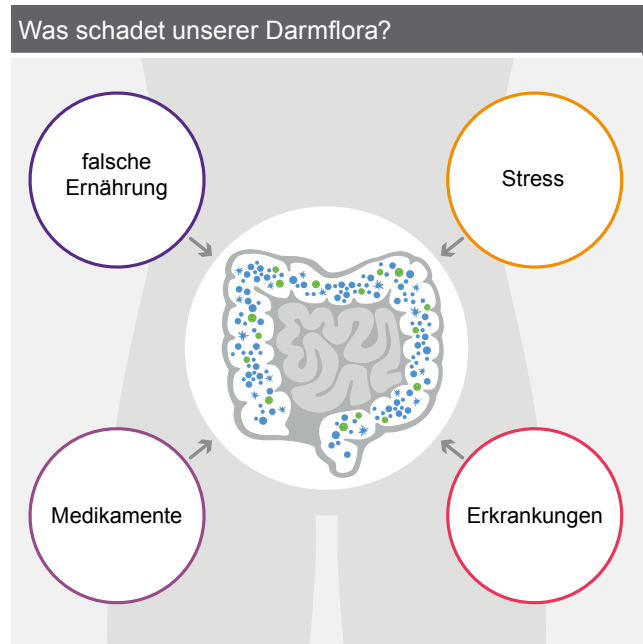 Was schadet unserer Darmflora?
falsche
Ernährung
Stress
Medikamente
Erkrankungen